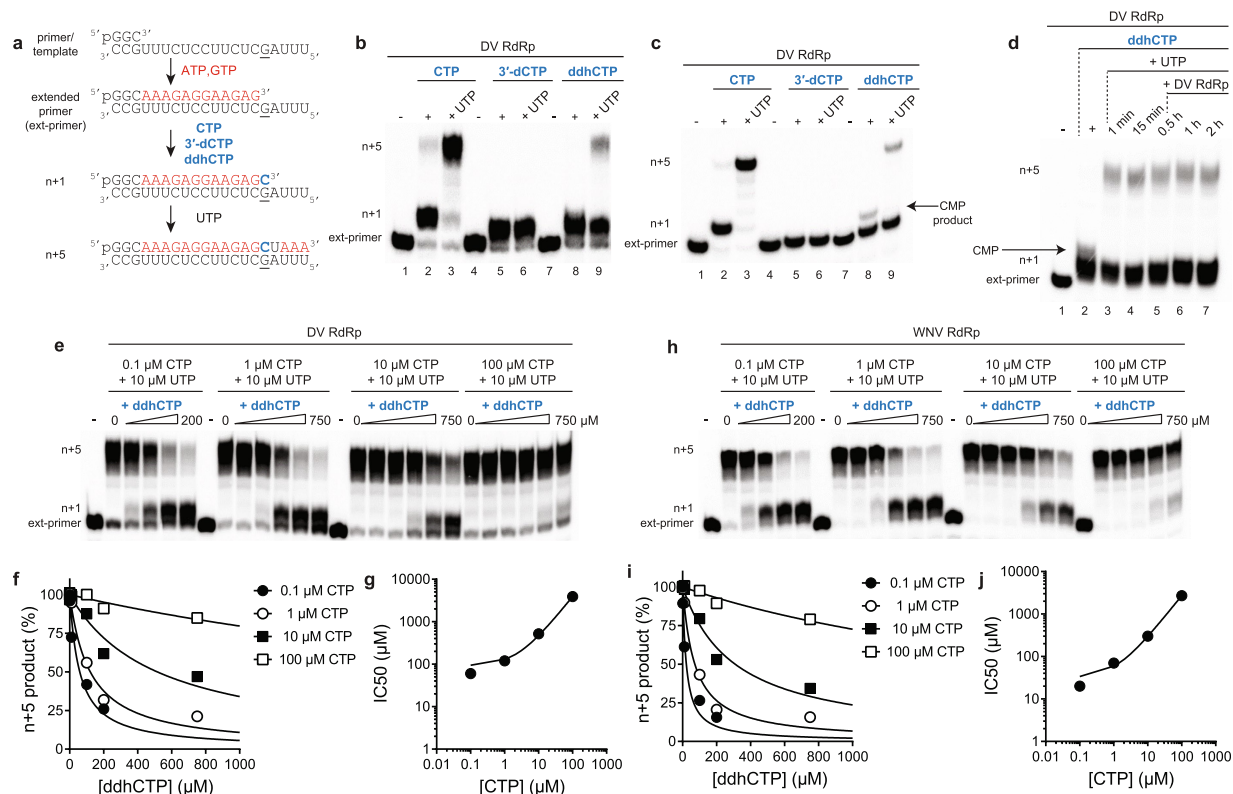 a
primer/
template
5′pGGC3′
3′CCGUUUCUCCUUCUCGAUUU5′
ATP,GTP
extended
primer
(ext-primer)
pGGCAAAGAGGAAGAG3′
3′CCGUUUCUCCUUCUCGAUUU5′
CTP
3′-dCTP
ddhCTP
n+1
pGGCAAAGAGGAAGAGC3′
3′CCGUUUCUCCUUCUCGAUUU5′
UTP
n+5
pGGCAAAGAGGAAGAGCUAAA3′
3′CCGUUUCUCCUUCUCGAUUU5′
b
DV RdRp
CTP 3′-dCTP ddhCTP
- + + UTP - + + UTP - + + UTP
n+5
n+1
ext-primer
1 2 3 4 5 6 7 8 9
c
DV RdRp
CTP 3′-dCTP ddhCTP
- + + UTP - + + UTP - + + UTP
n+5
n+1
ext-primer
CMP
product
1 2 3 4 5 6 7 8 9
d
DV RdRp
ddhCTP
+ UTP
+ DV RdRp
- + 1 min 15 min 0.5 h 1 h 2 h
n+5
CMP
n+1
ext-primer
1 2 3 4 5 6 7
e
DV RdRp
0.1 µM CTP 1 µM CTP 10 µM CTP 100 µM CTP
+ 10 µM UTP + 10 µM UTP + 10 µM UTP + 10 µM UTP
+ ddhCTP + ddhCTP + ddhCTP + ddhCTP
- 0 200 - 0 750 - 0 750 0 750 µM
n+5
n+1
ext-primer
h
WNV RdRp
0.1 µM CTP 1 µM CTP 10 µM CTP 100 µM CTP
+ 10 µM UTP + 10 µM UTP + 10 µM UTP + 10 µM UTP
+ ddhCTP + ddhCTP + ddhCTP + ddhCTP
- 0 200 - 0 750 - 0 750 - 0 750 µM
n+5
n+1
ext-primer
f
n+5 product (%)
100
75
50
25
0
0 200 400 600 800 1000
[ddhCTP] (µM)
0.1 µM CTP
1 µM CTP
10 µM CTP
100 µM CTP
g
IC50 (µM)
10000
1000
100
10
1
0.01 0.1 1 10 100 1000
[CTP] (µM)
i
n+5 product (%)
100
75
50
25
0
0 200 400 600 800 1000
[ddhCTP] (µM)
0.1 µM CTP
1 µM CTP
10 µM CTP
100 µM CTP
j
IC50 (µM)
10000
1000
100
10
1
0.01 0.1 1 10 100 1000
[CTP] (µM)